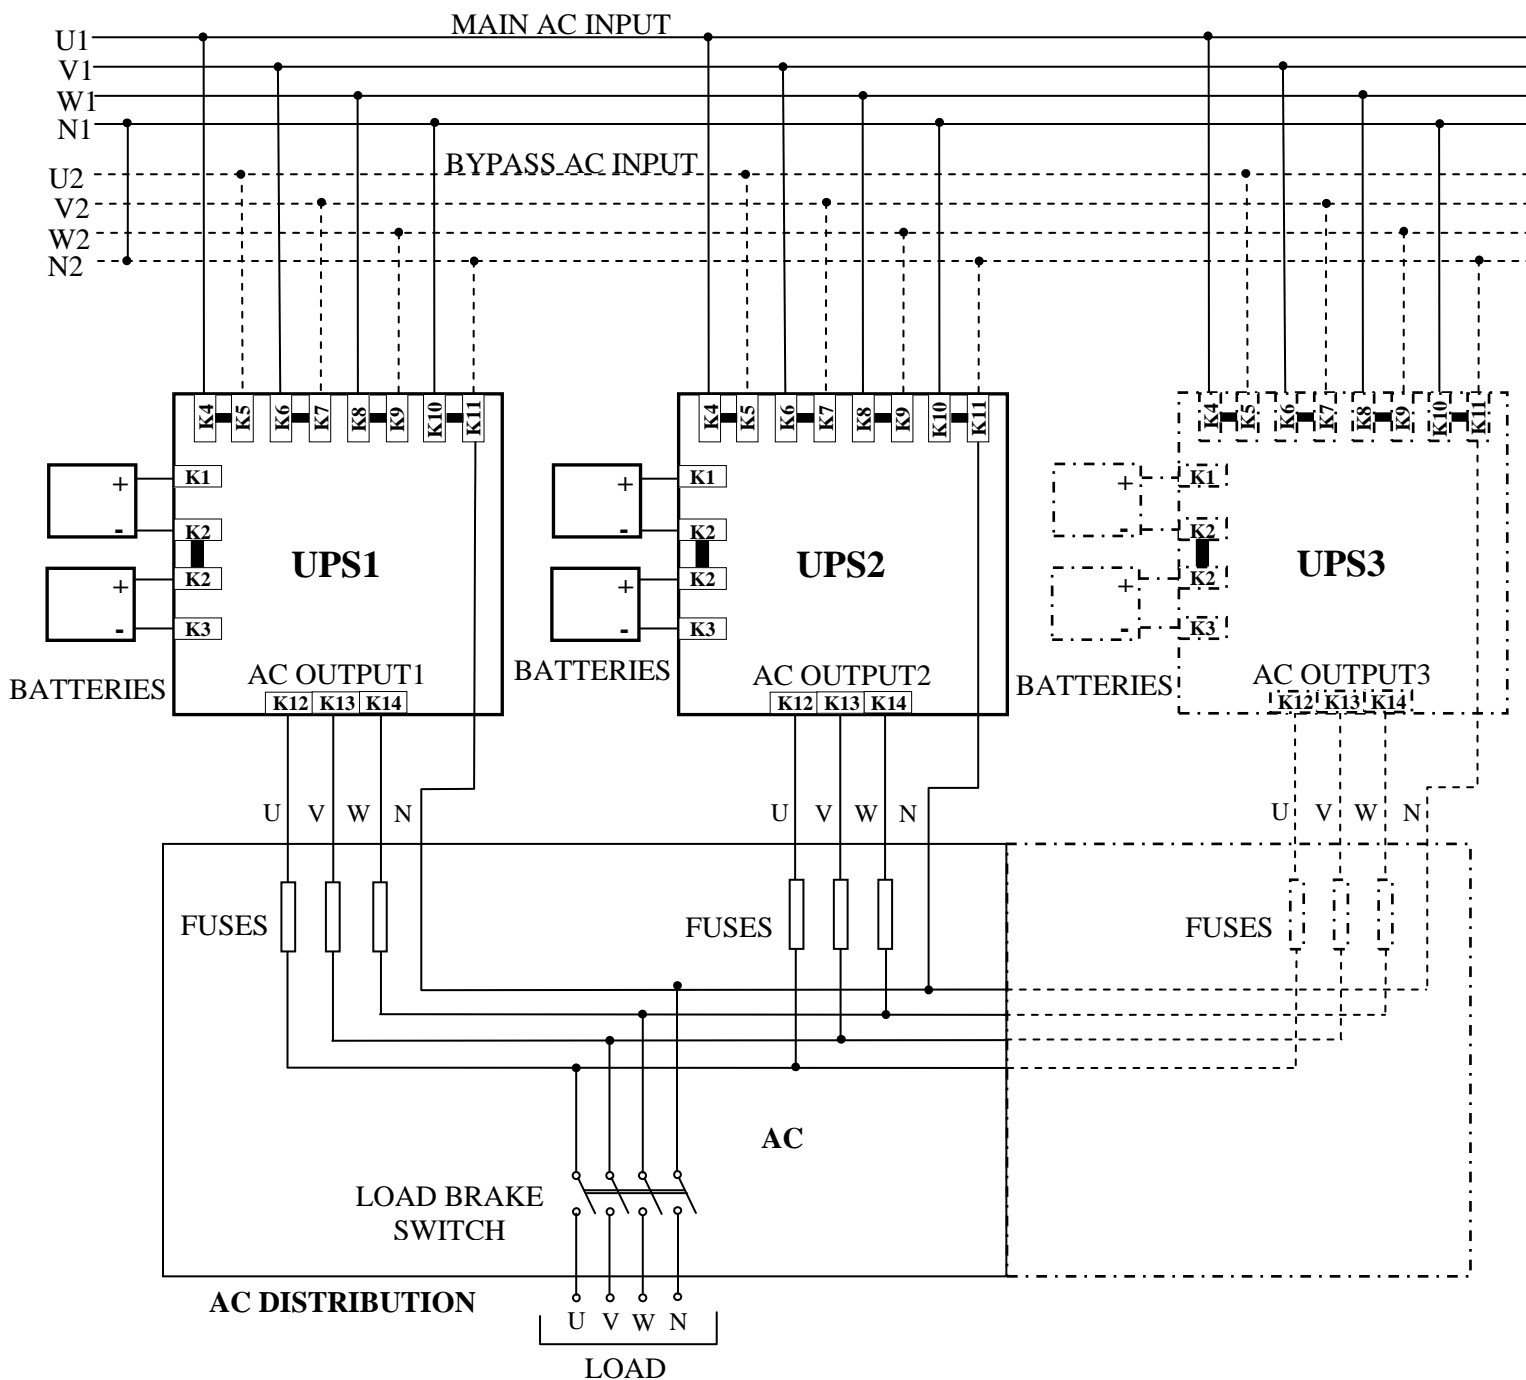 MAIN AC INPUT
U1
V1
W1
N1
BYPASS AC INPUT
U2
V2
W2
N2
K4 K5 K6 K7 K8 K9 K10 K11
K4 K5 K6 K7 K8 K9 K10 K11
K4 K5 K6 K7 K8 K9 K10 K11
+ K1
- K2
+ K2
- K3
UPS1
BATTERIES
AC OUTPUT1
K12 K13 K14
+ K1
- K2
+ K2
- K3
UPS2
BATTERIES
AC OUTPUT2
K12 K13 K14
+ K1
- K2
+ K2
- K3
UPS3
BATTERIES
AC OUTPUT3
K12 K13 K14
U V W N
U V W N
U V W N
FUSES
FUSES
FUSES
AC
LOAD BRAKE
SWITCH
AC DISTRIBUTION
U V W N
LOAD